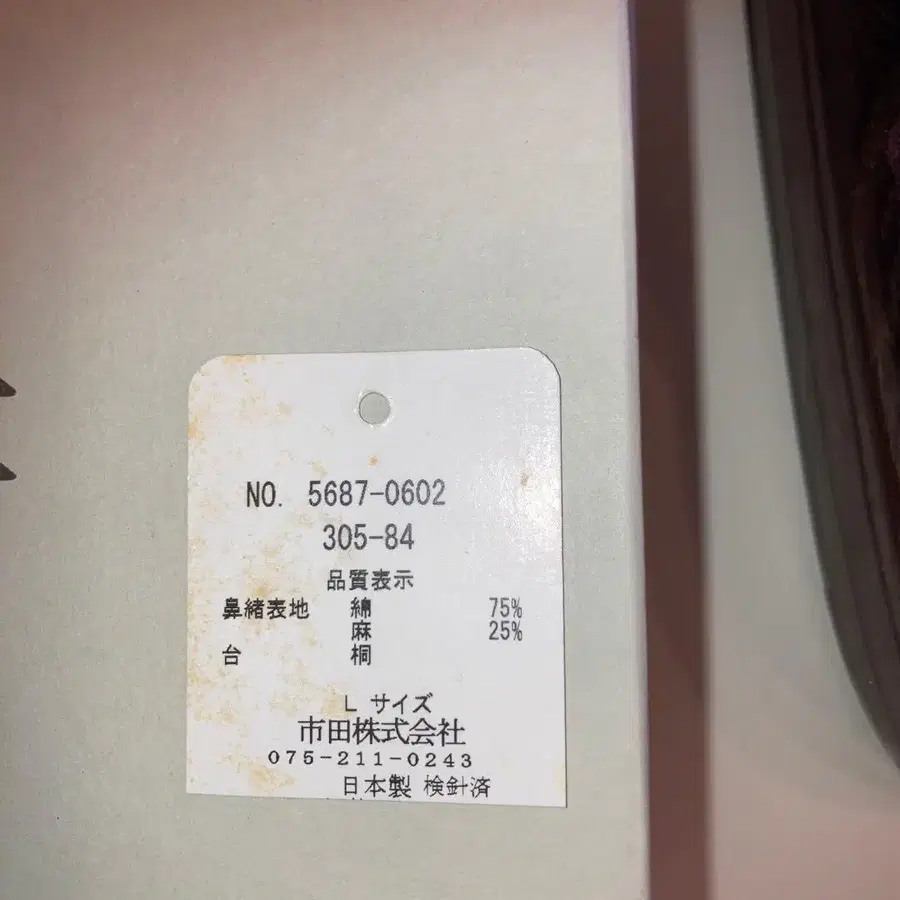 NO. 5687-0602
305-84
品質表示
鼻緒表地 綿 75%
麻 25%
台 桐
L サイズ
市田株式会社
075-211-0243
日本製 検針済